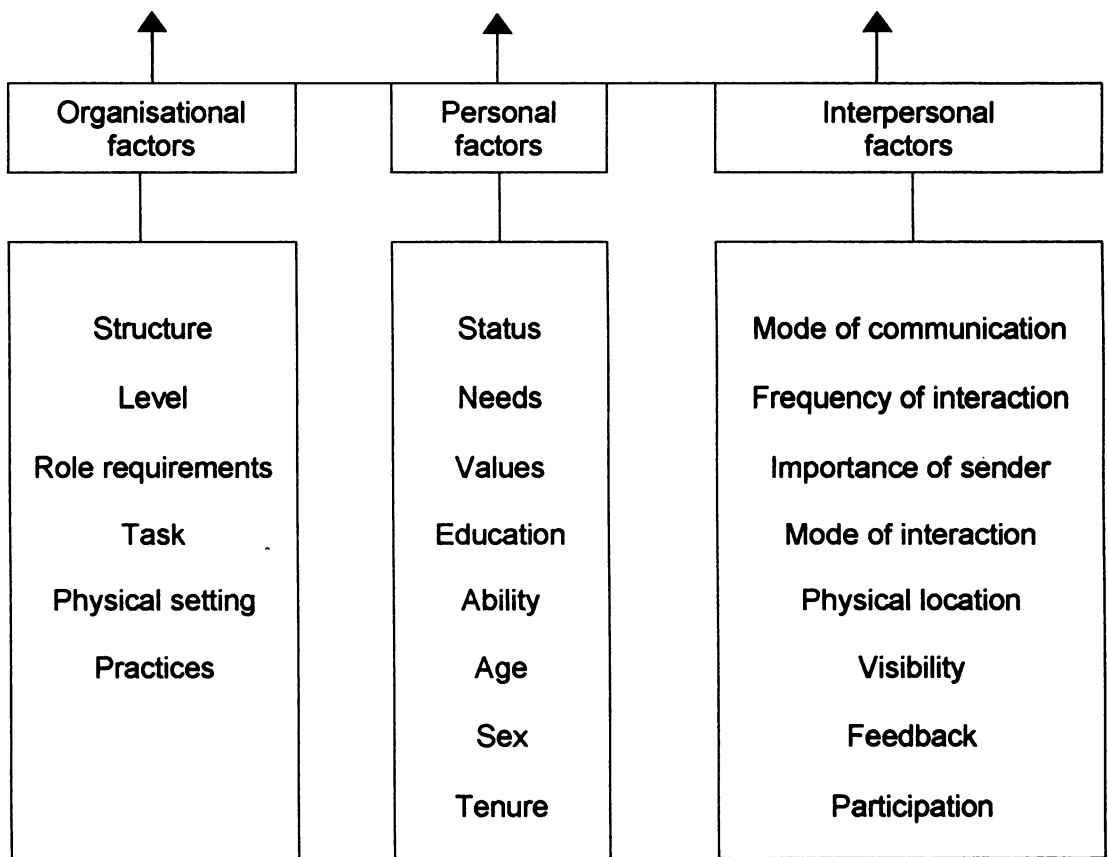 Organisational
factors
Personal
factors
Interpersonal
factors
Structure
Level
Role requirements
Task
Physical setting
Practices
Status
Needs
Values
Education
Ability
Age
Sex
Tenure
Mode of communication
Frequency of interaction
Importance of sender
Mode of interaction
Physical location
Visibility
Feedback
Participation